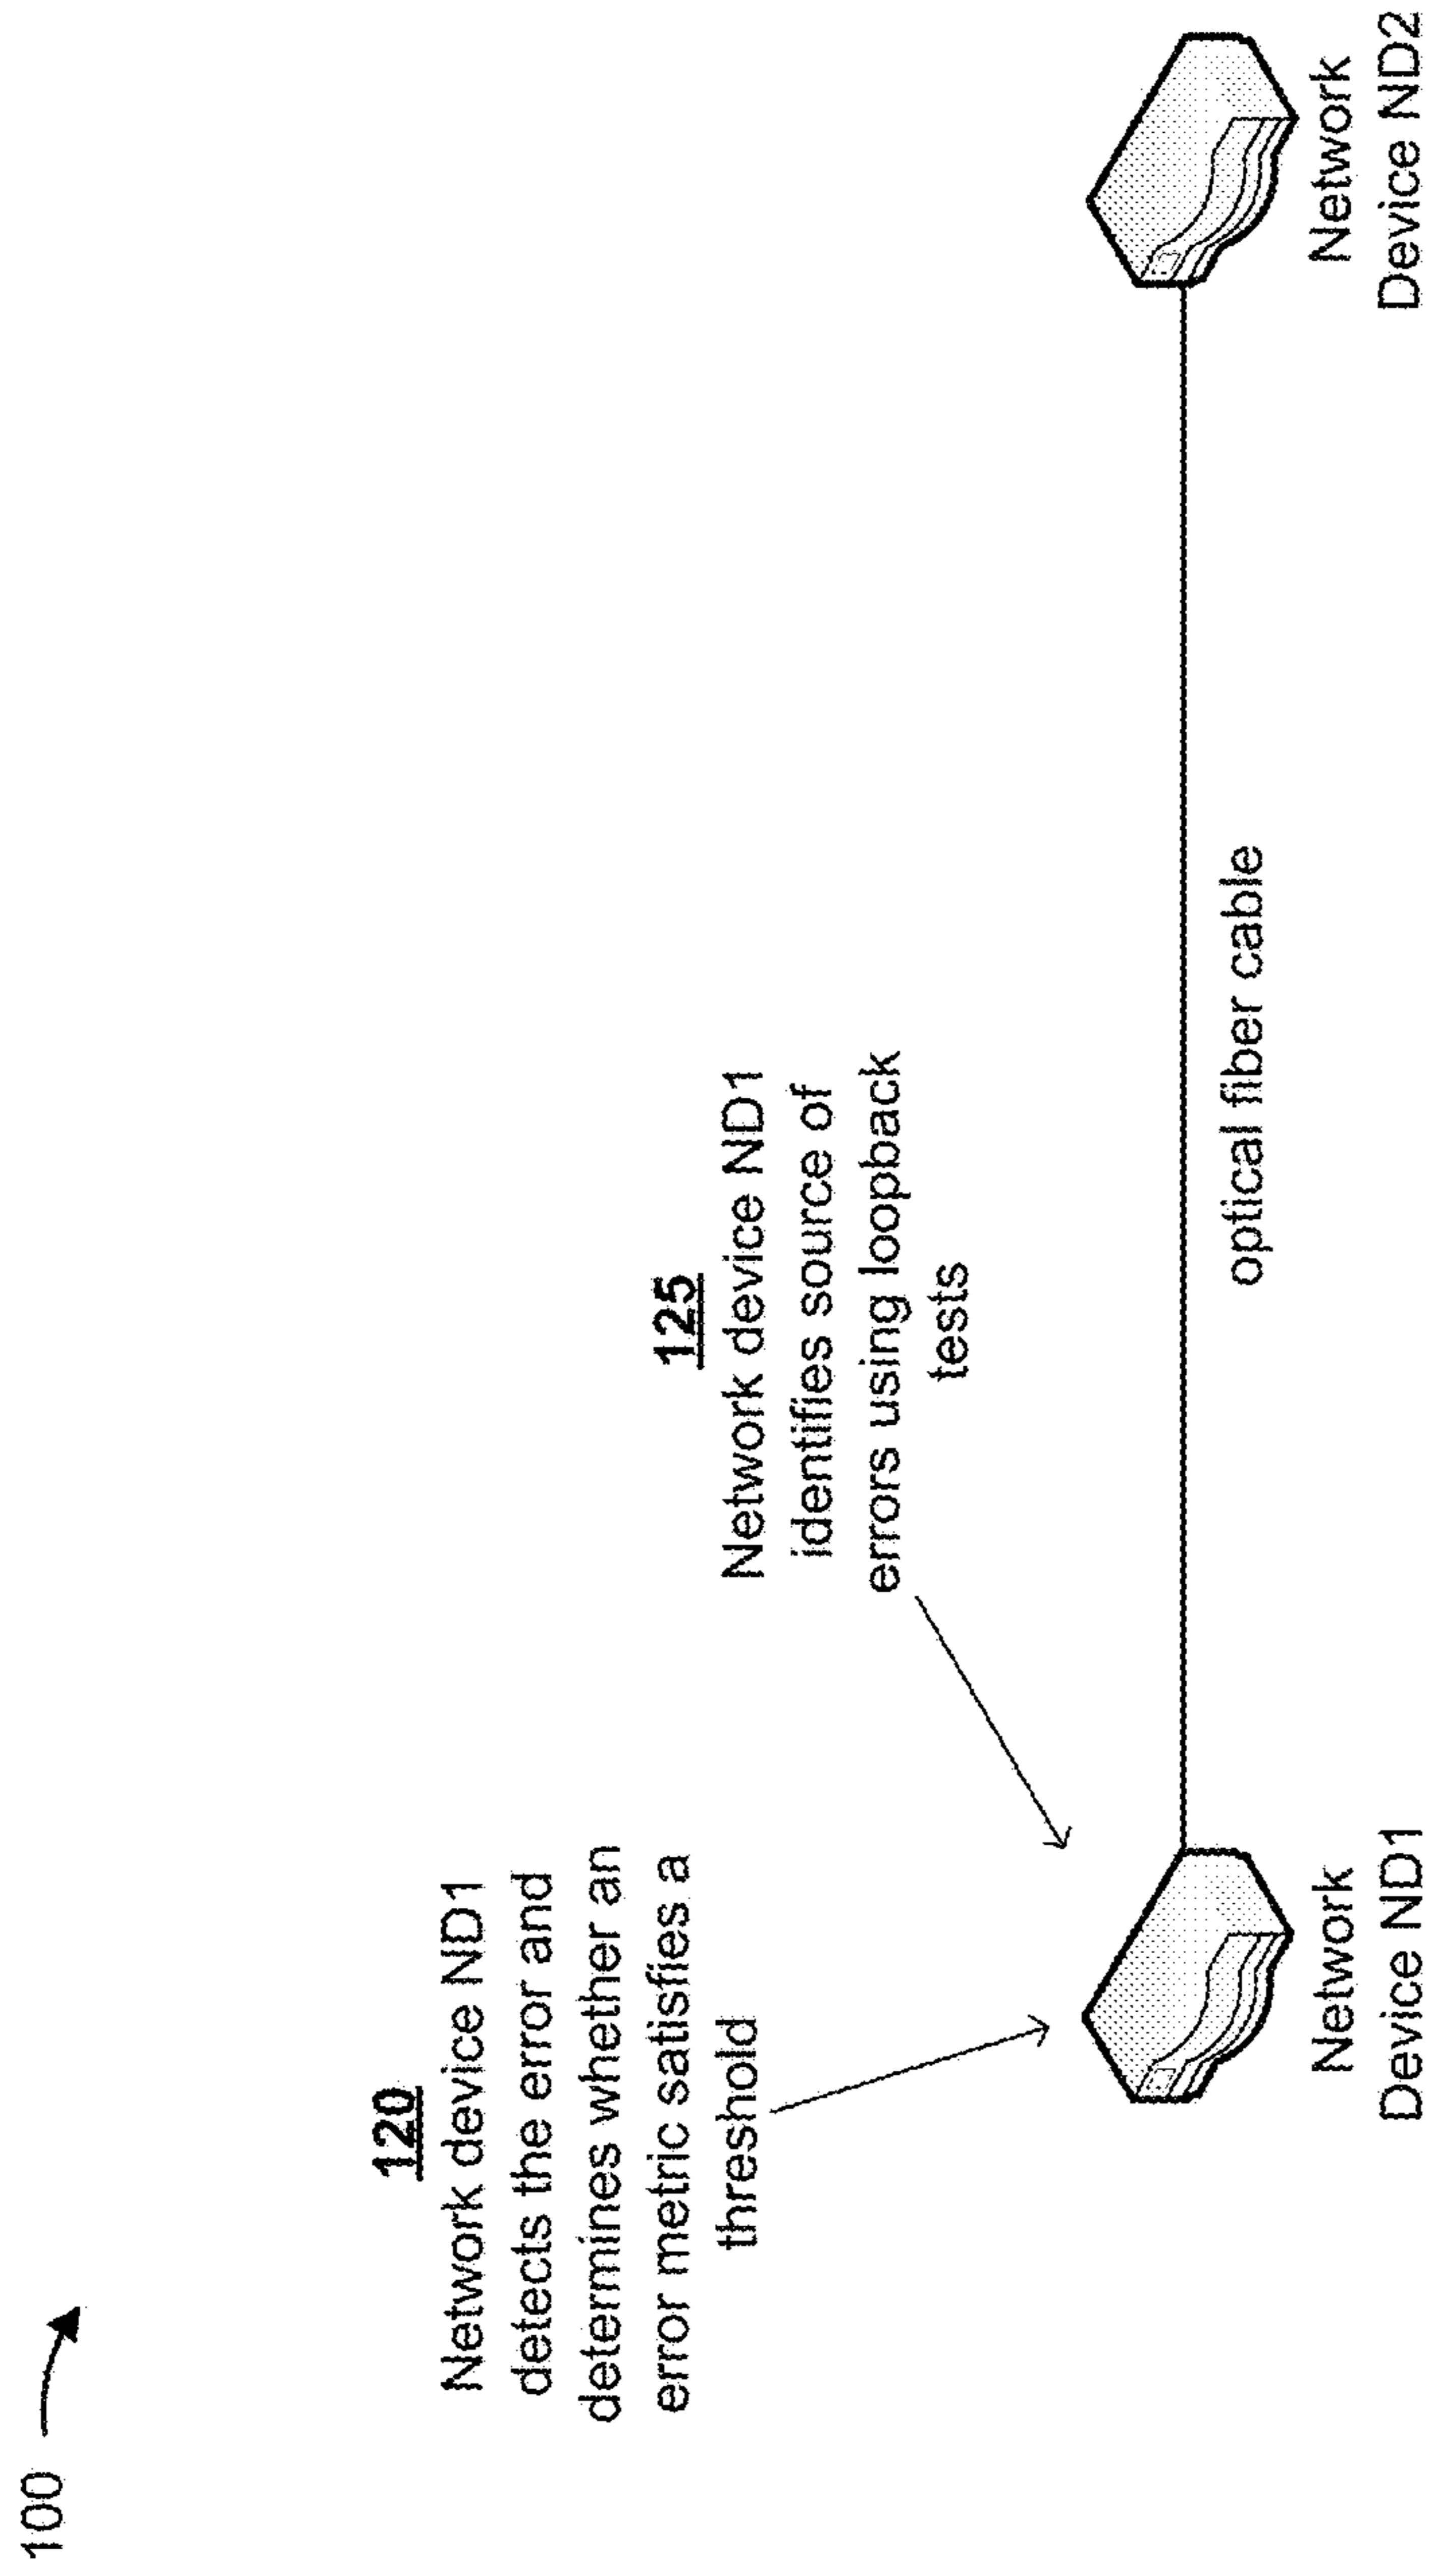 100
120
Network device ND1
detects the error and
determines whether an
error metric satisfies a
threshold
125
Network device ND1
identifies source of
errors using loopback
tests
optical fiber cable
Network
Device ND1
Network
Device ND2